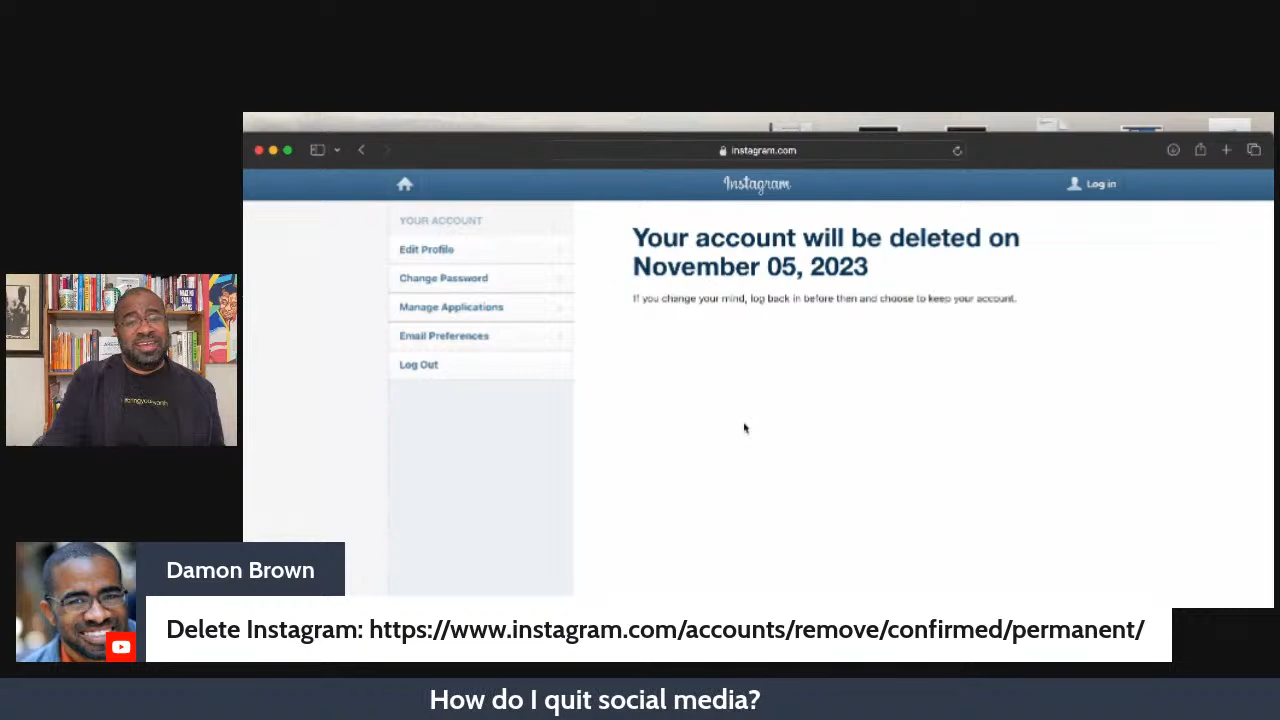 instagram.com
Instagram
Log in
YOUR ACCOUNT
Edit Profile
Change Password
Manage Applications
Email Preferences
Log Out
Your account will be deleted on
November 05, 2023
If you change your mind, log back in before then and choose to keep your account.
Damon Brown
Delete Instagram: https://www.instagram.com/accounts/remove/confirmed/permanent/
How do I quit social media?